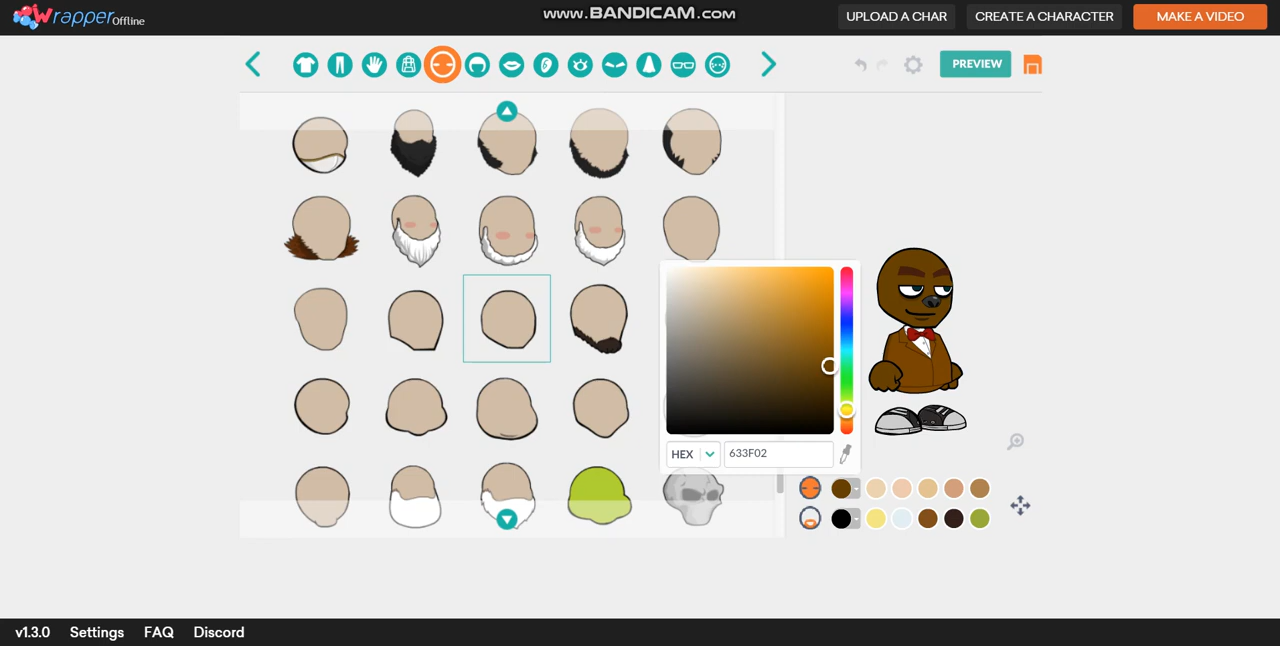 Wrapper Offline
www.BANDICAM.com
UPLOAD A CHAR
CREATE A CHARACTER
MAKE A VIDEO
PREVIEW
HEX
633F02
v1.3.0
Settings
FAQ
Discord